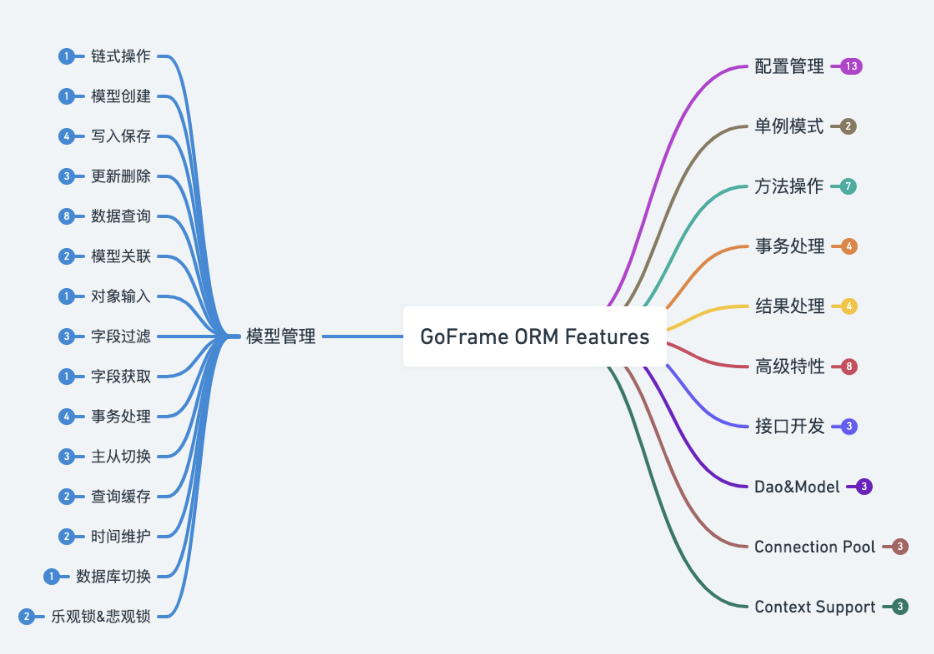 1 链式操作
1 模型创建
4 写入保存
3 更新删除
8 数据查询
2 模型关联
1 对象输入
3 字段过滤
1 字段获取
4 事务处理
3 主从切换
2 查询缓存
2 时间维护
1 数据库切换
2 乐观锁&悲观锁
模型管理
GoFrame ORM Features
配置管理 13
单例模式 2
方法操作 7
事务处理 4
结果处理 4
高级特性 8
接口开发 3
Dao&Model 3
Connection Pool 3
Context Support 3